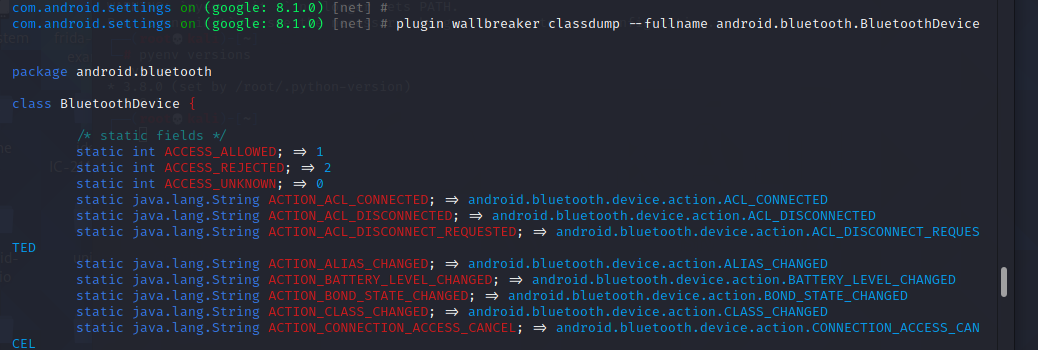 com.android.settings on (google: 8.1.0) [net] #
com.android.settings on (google: 8.1.0) [net] # plugin wallbreaker classdump --fullname android.bluetooth.BluetoothDevice
package android.bluetooth
class BluetoothDevice {
/* static fields */
static int ACCESS_ALLOWED; => 1
static int ACCESS_REJECTED; => 2
static int ACCESS_UNKNOWN; => 0
static java.lang.String ACTION_ACL_CONNECTED; => android.bluetooth.device.action.ACL_CONNECTED
static java.lang.String ACTION_ACL_DISCONNECTED; => android.bluetooth.device.action.ACL_DISCONNECTED
static java.lang.String ACTION_ACL_DISCONNECT_REQUESTED; => android.bluetooth.device.action.ACL_DISCONNECT_REQUES
TED
static java.lang.String ACTION_ALIAS_CHANGED; => android.bluetooth.device.action.ALIAS_CHANGED
static java.lang.String ACTION_BATTERY_LEVEL_CHANGED; => android.bluetooth.device.action.BATTERY_LEVEL_CHANGED
static java.lang.String ACTION_BOND_STATE_CHANGED; => android.bluetooth.device.action.BOND_STATE_CHANGED
static java.lang.String ACTION_CLASS_CHANGED; => android.bluetooth.device.action.CLASS_CHANGED
static java.lang.String ACTION_CONNECTION_ACCESS_CANCEL; => android.bluetooth.device.action.CONNECTION_ACCESS_CAN
CEL